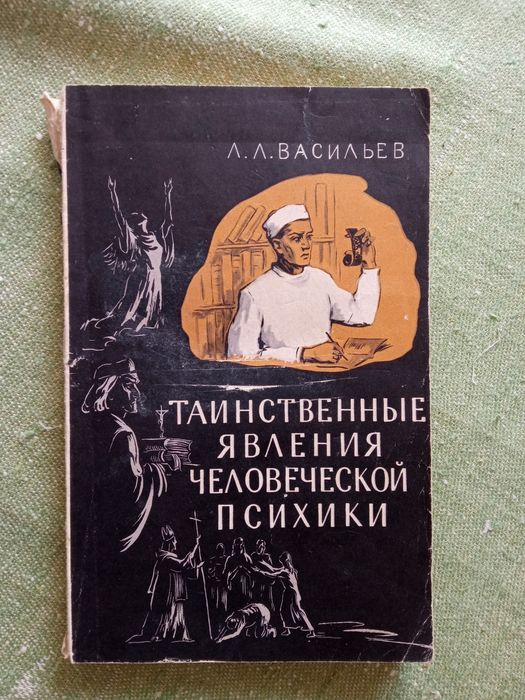 Л.Л.ВАСИЛЬЕВ
ТАИНСТВЕННЫЕ
ЯВЛЕНИЯ
ЧЕЛОВЕЧЕСКОЙ
ПСИХИКИ